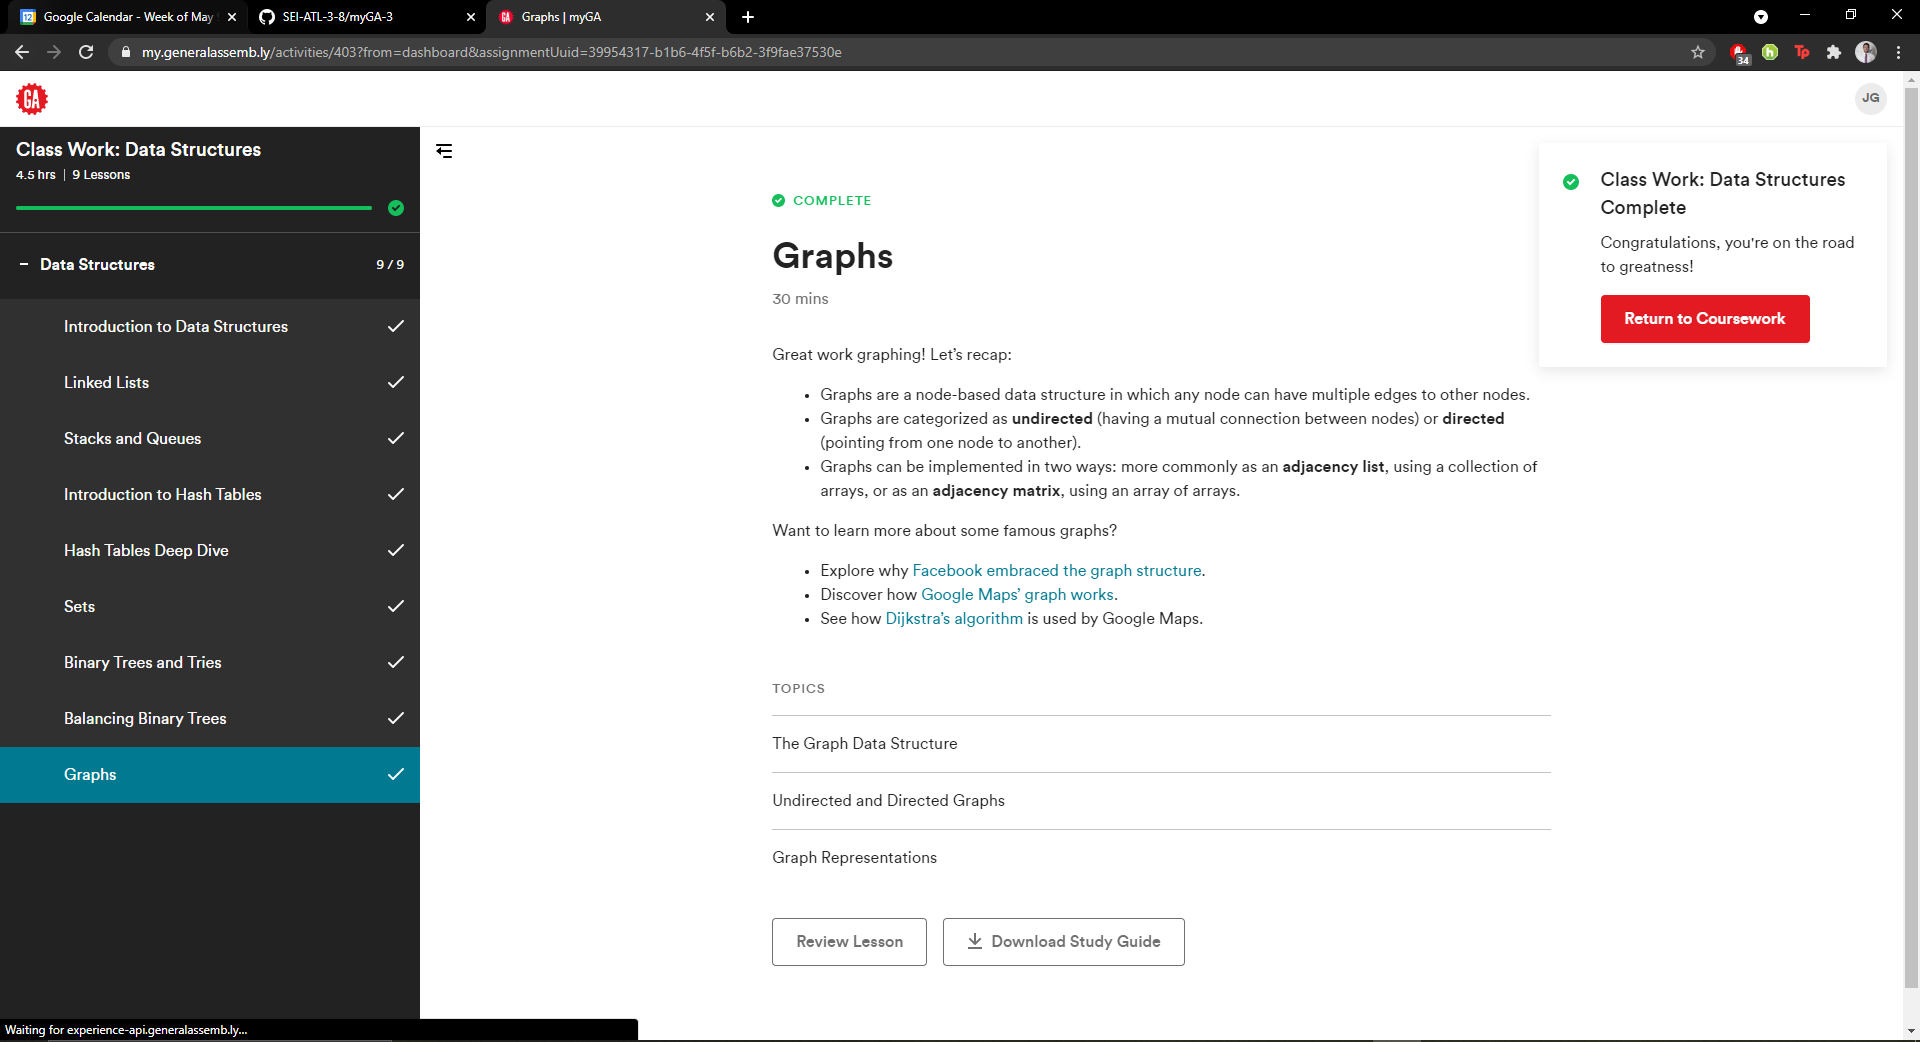 Google Calendar - Week of May
SEI-ATL-3-8/myGA-3
Graphs | myGA
my.generalassemb.ly/activities/403?from=dashboard&assignmentUuid=39954317-b1b6-4f5f-b6b2-3f9fae37530e
34
h
Tp
GA
JG
Class Work: Data Structures
4.5 hrs | 9 Lessons
Data Structures 9 / 9
Introduction to Data Structures
Linked Lists
Stacks and Queues
Introduction to Hash Tables
Hash Tables Deep Dive
Sets
Binary Trees and Tries
Balancing Binary Trees
Graphs
COMPLETE
Graphs
30 mins
Great work graphing! Let’s recap:
Graphs are a node-based data structure in which any node can have multiple edges to other nodes.
Graphs are categorized as undirected (having a mutual connection between nodes) or directed
(pointing from one node to another).
Graphs can be implemented in two ways: more commonly as an adjacency list, using a collection of
arrays, or as an adjacency matrix, using an array of arrays.
Want to learn more about some famous graphs?
Explore why Facebook embraced the graph structure.
Discover how Google Maps’ graph works.
See how Dijkstra’s algorithm is used by Google Maps.
TOPICS
The Graph Data Structure
Undirected and Directed Graphs
Graph Representations
Review Lesson
Download Study Guide
Class Work: Data Structures
Complete
Congratulations, you're on the road
to greatness!
Return to Coursework
Waiting for experience-api.generalassemb.ly...